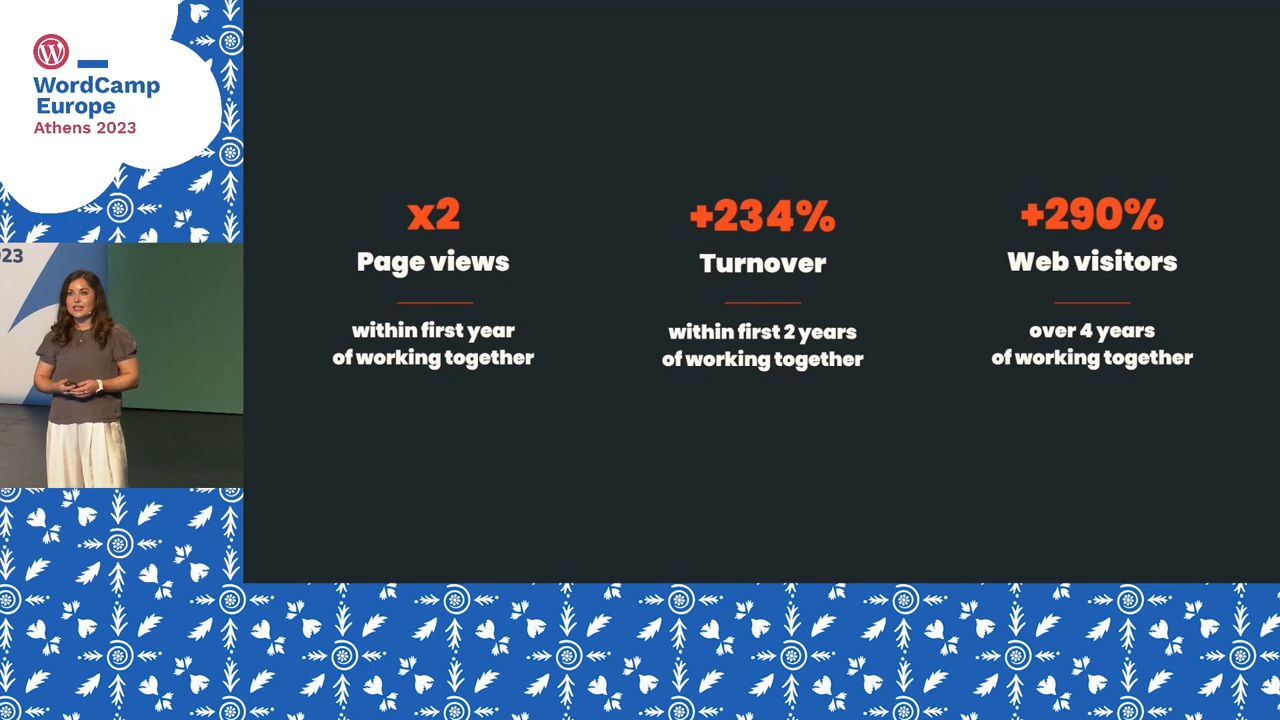 WordCamp
Europe
Athens 2023
023
x2
Page views
within first year
of working together
+234%
Turnover
within first 2 years
of working together
+290%
Web visitors
over 4 years
of working together